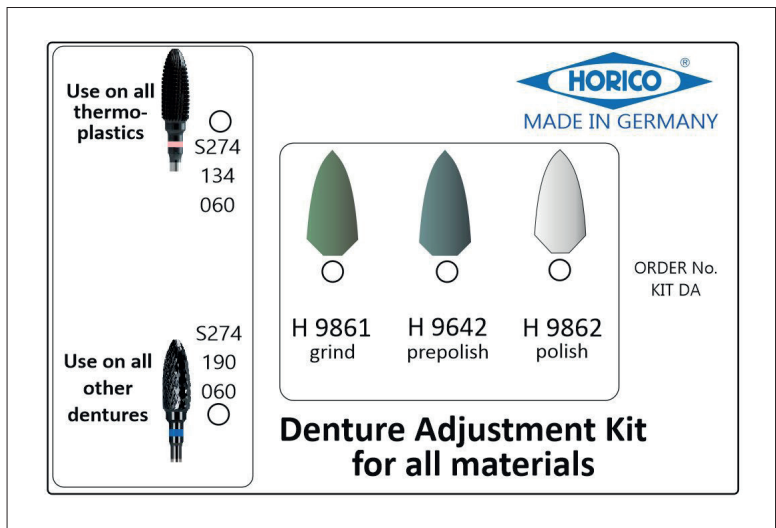 Use on all
thermo-
plastics
S274
134
060
S274
190
060
Use on all
other
dentures
HORICO®
MADE IN GERMANY
H 9861
grind
H 9642
prepolish
H 9862
polish
ORDER No.
KIT DA
Denture Adjustment Kit
for all materials